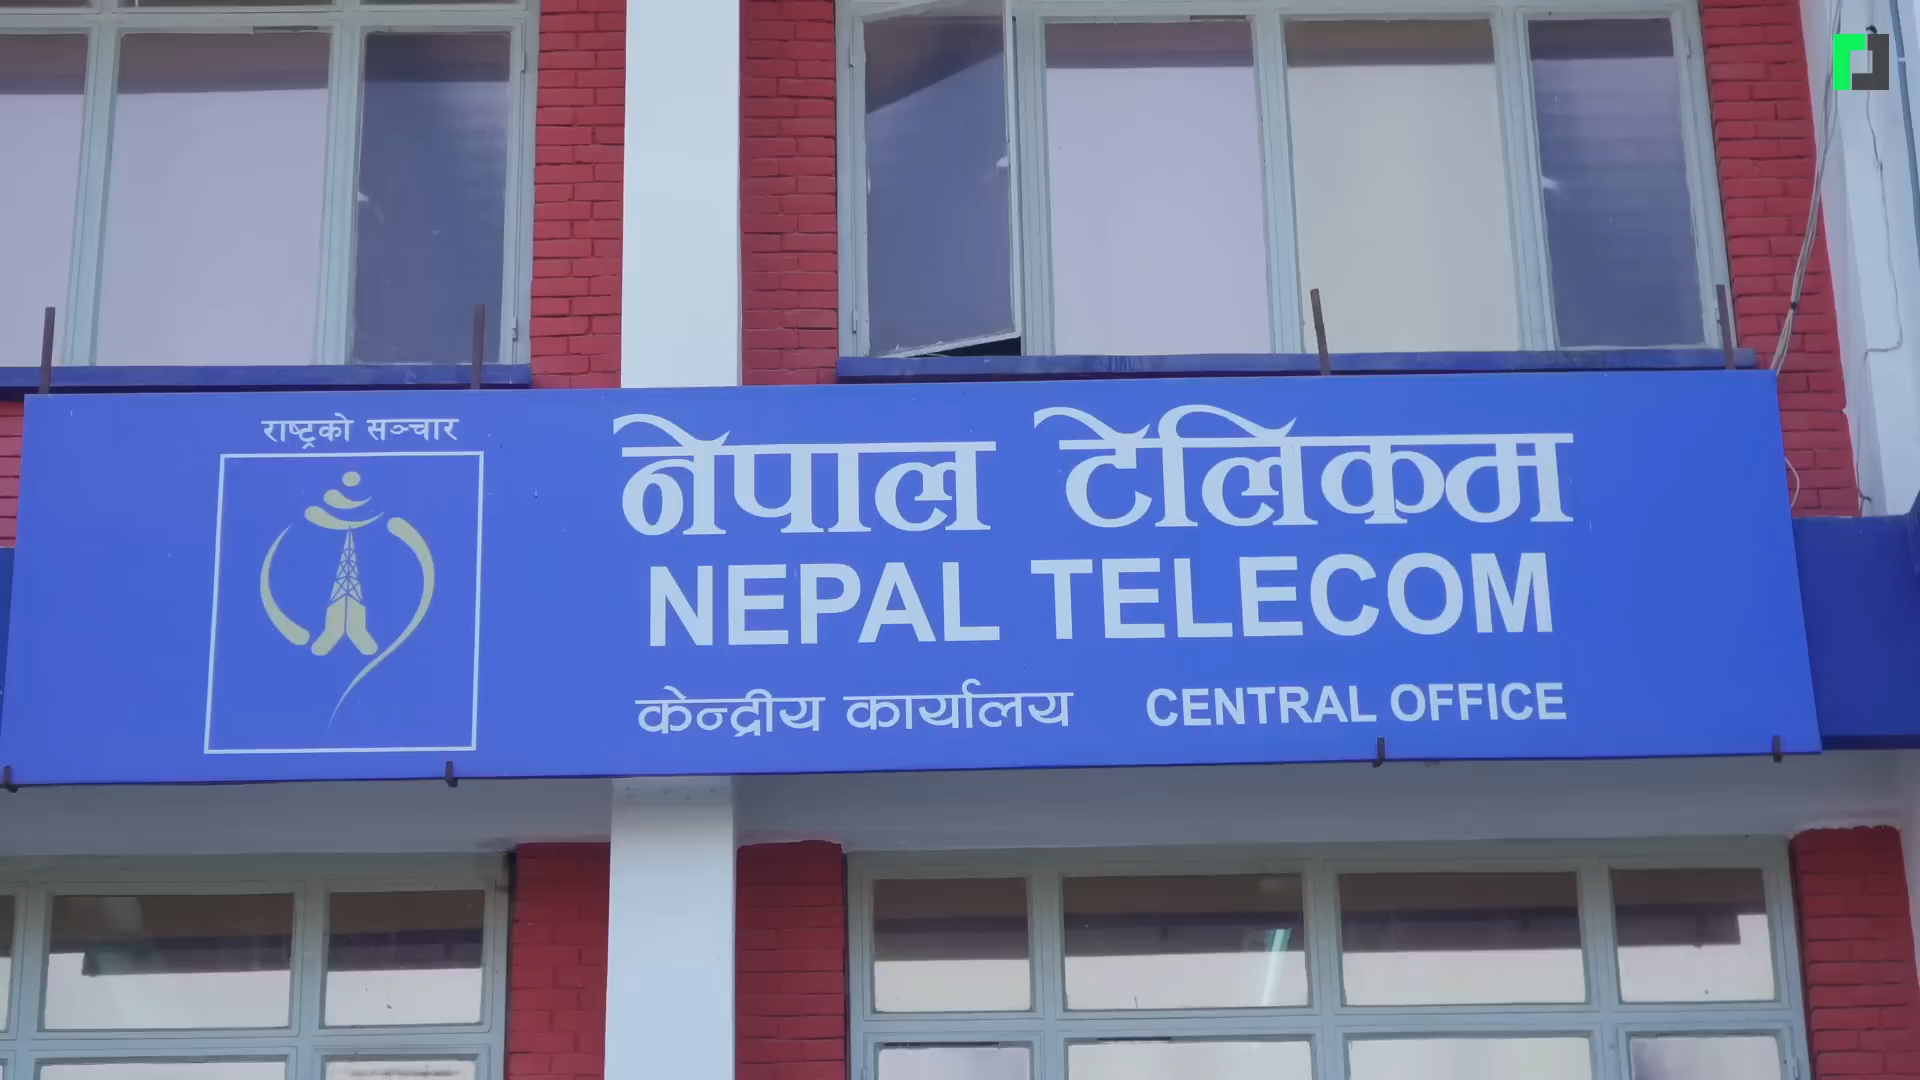 राष्ट्रको सञ्चार
नेपाल टेलिकम
NEPAL TELECOM
केन्द्रीय कार्यालय CENTRAL OFFICE